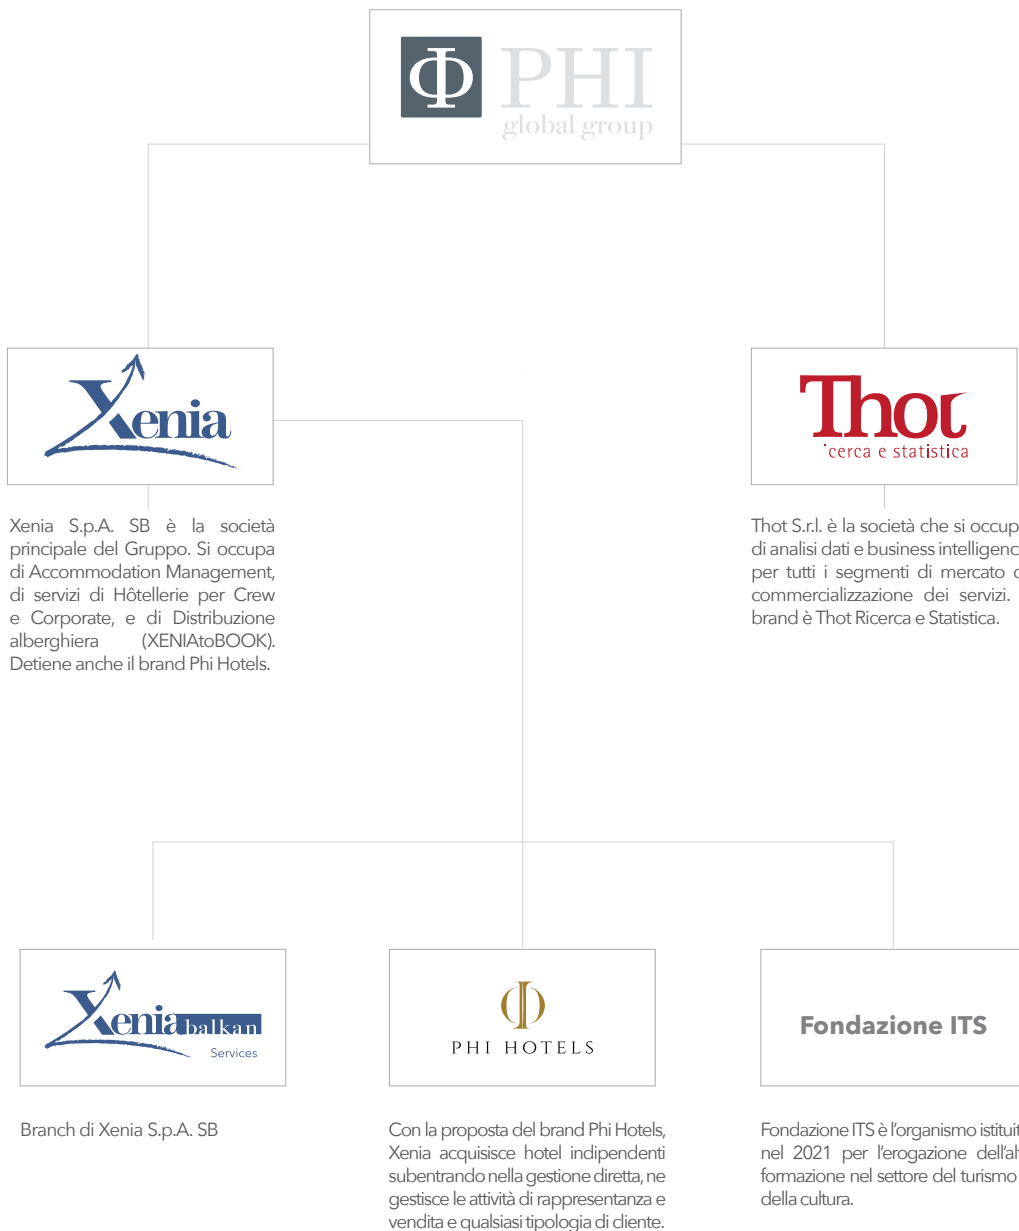 Φ PHI
global group
Xenia
Thot
ricerca e statistica
Xenia S.p.A. SB è la società
principale del Gruppo. Si occupa
di Accommodation Management,
di servizi di Hôtellerie per Crew
e Corporate, e di Distribuzione
alberghiera (XENIAtoBOOK).
Detiene anche il brand Phi Hotels.
Thot S.r.l. è la società che si occup
di analisi dati e business intelligenc
per tutti i segmenti di mercato
commercializzazione dei servizi.
brand è Thot Ricerca e Statistica.
Xenia balkan
Services
Φ
PHI HOTELS
Fondazione ITS
Branch di Xenia S.p.A. SB
Con la proposta del brand Phi Hotels,
Xenia acquisisce hotel indipendenti
subentrando nella gestione diretta, ne
gestisce le attività di rappresentanza e
vendita e qualsiasi tipologia di cliente.
Fondazione ITS è l'organismo istituit
nel 2021 per l'erogazione dell'alt
formazione nel settore del turismo
della cultura.